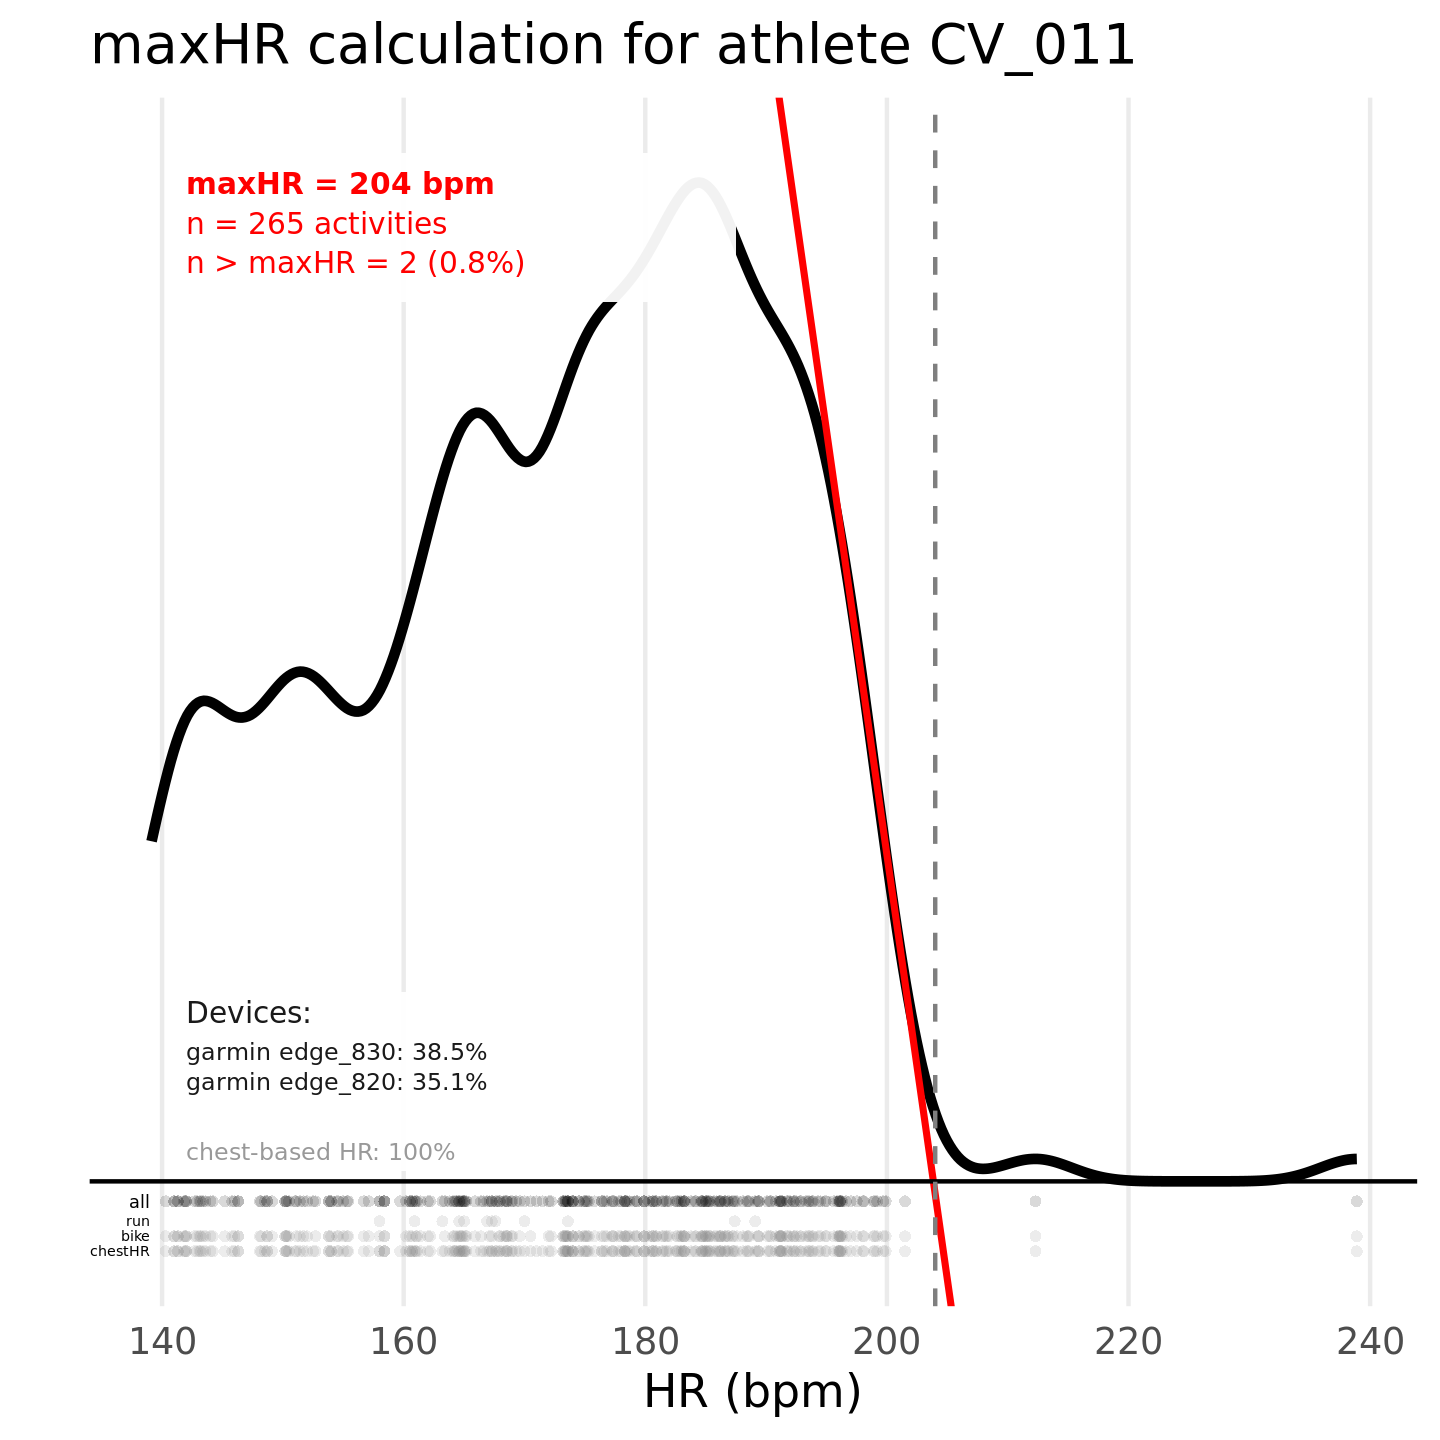 maxHR calculation for athlete CV_011
maxHR = 204 bpm
n = 265 activities
n > maxHR = 2 (0.8%)
Devices:
garmin edge_830: 38.5%
garmin edge_820: 35.1%
chest-based HR: 100%
all
run
bike
chestHR
140 160 180 200 220 240
HR (bpm)